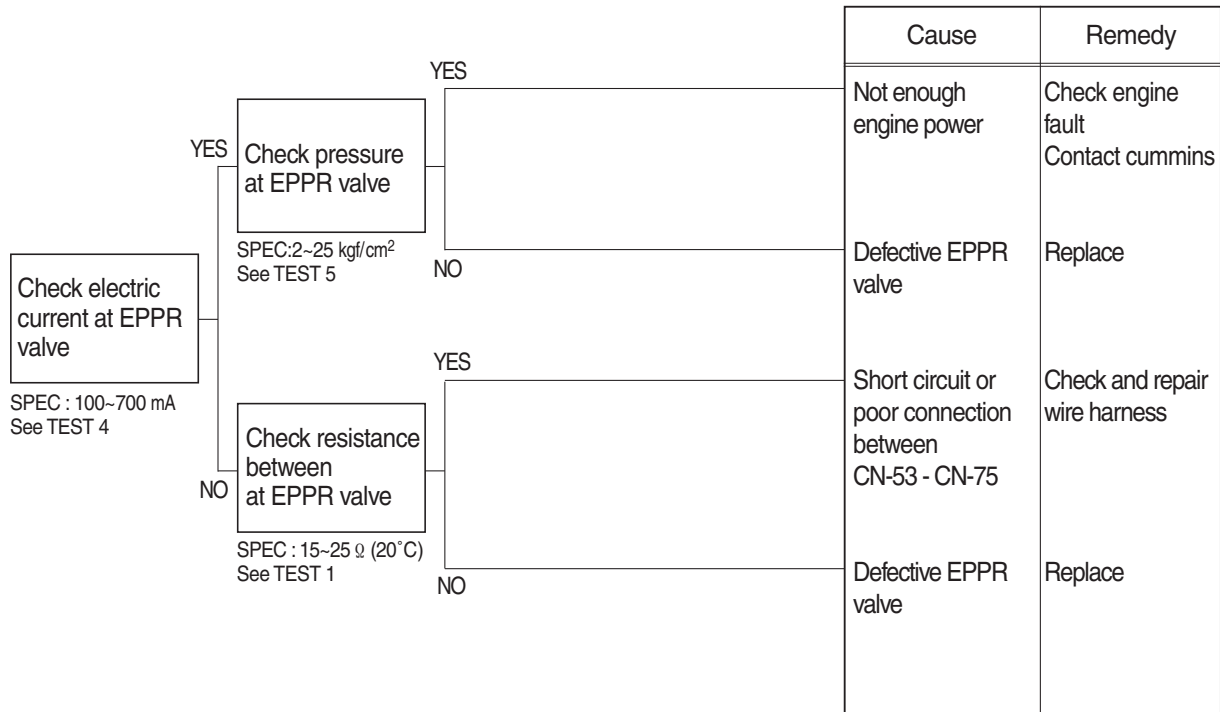 Cause
Remedy
YES
Not enough
engine power
Check engine
fault
Contact cummins
YES
Check pressure
at EPPR valve
SPEC:2~25 kgf/cm²
See TEST 5
NO
Defective EPPR
valve
Replace
Check electric
current at EPPR
valve
SPEC : 100~700 mA
See TEST 4
YES
Short circuit or
poor connection
between
CN-53 - CN-75
Check and repair
wire harness
NO
Check resistance
between
at EPPR valve
SPEC : 15~25 Ω (20˚C)
See TEST 1
NO
Defective EPPR
valve
Replace